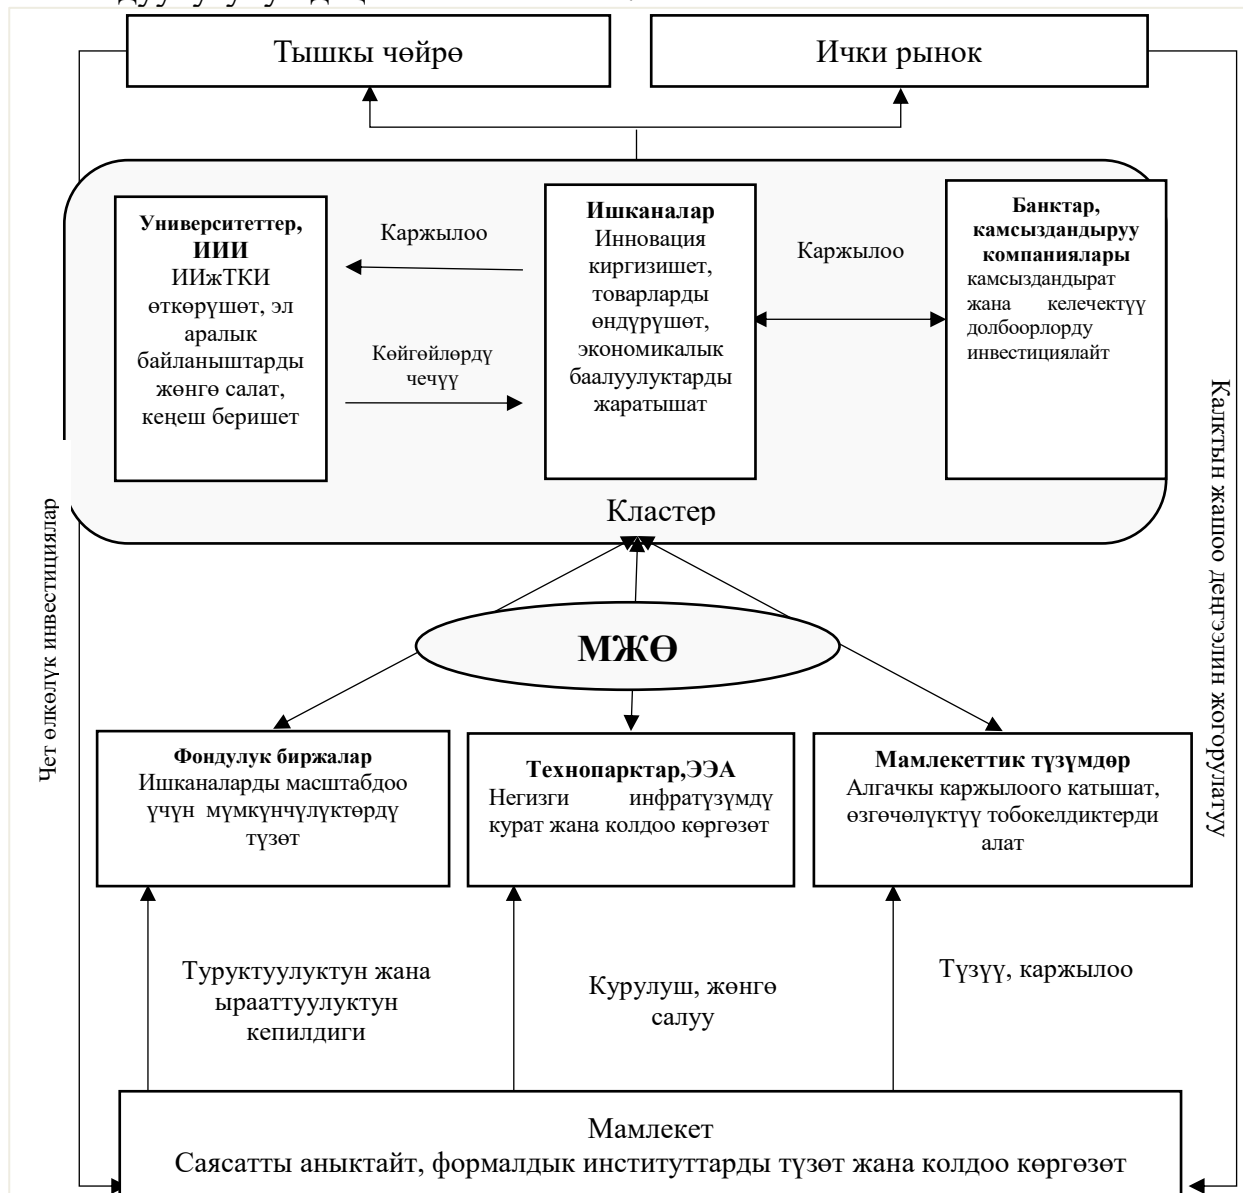 Тышкы чөйрө
Ички рынок
Университеттер,
ИИИ
ИИжТКИ
өткөрүшөт, эл
аралык
байланыштарды
жөнгө салат,
кеңеш беришет
Каржылоо
Көйгөйлөрдү
чечүү
Ишканалар
Инновация
киргизишет,
товарларды
өндүрүшөт,
экономикалык
баалуулуктарды
жаратышат
Каржылоо
Банктар,
камсыздандыруу
компаниялары
камсыздандырат
жана келечектүү
долбоорлорду
инвестициялайт
Кластер
Чет өлкөлүк инвестициялар
Калктын жашоо деңгээлин жогорулатуу
МЖӨ
Фондулук биржалар
Ишканаларды масштабдоо
үчүн мүмкүнчүлүктөрдү
түзөт
Технопарктар,ЭЭА
Негизги инфратүзүмдү
курат жана колдоо көргөзөт
Мамлекеттик түзүмдөр
Алгачкы каржылоого катышат,
өзгөчөлүктүү тобокелдиктерди
алат
Туруктуулуктун жана
ырааттуулуктун
кепилдиги
Курулуш, жөнгө
салуу
Түзүү, каржылоо
Мамлекет
Саясатты аныктайт, формалдык институттарды түзөт жана колдоо көргөзөт